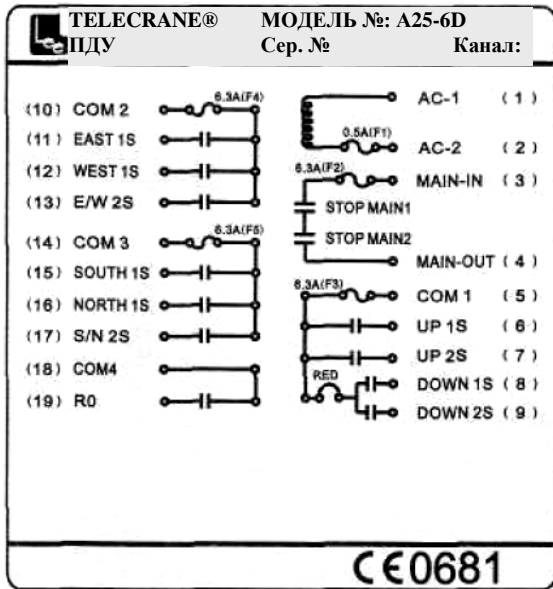 TELECRANE® МОДЕЛЬ №: A25-6D
ПДУ Сер. № Канал:
6.3A(F4)
(10) COM 2
(11) EAST 1S
(12) WEST 1S
(13) E/W 2S
6.3A(F5)
(14) COM 3
(15) SOUTH 1S
(16) NORTH 1S
(17) S/N 2S
(18) COM4
(19) R0
AC-1 (1)
0.5A(F1)
AC-2 (2)
6.3A(F2)
MAIN-IN (3)
STOP MAIN1
STOP MAIN2
MAIN-OUT (4)
6.3A(F3)
COM 1 (5)
UP 1S (6)
UP 2S (7)
RED
DOWN 1S (8)
DOWN 2S (9)
CE0681